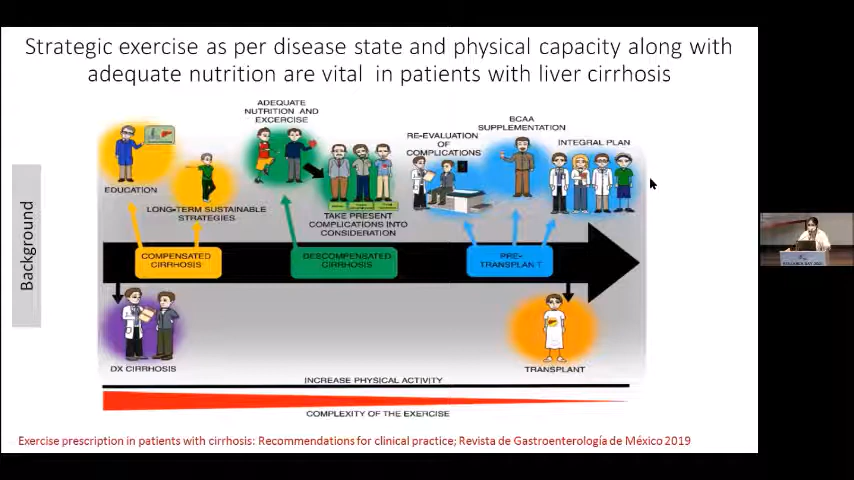 Strategic exercise as per disease state and physical capacity along with
adequate nutrition are vital in patients with liver cirrhosis
Background
ADEQUATE
NUTRITION AND
EXCERCISE
BCAA
SUPPLEMENTATION
RE-EVALUATION
OF
COMPLICATIONS
INTEGRAL PLAN
EDUCATION
LONG-TERM SUSTAINABLE
STRATEGIES
TAKE PRESENT
COMPLICATIONS INTO
CONSIDERATION
COMPENSATED
CIRRHOSIS
DESCOMPENSATED
CIRRHOSIS
PRE-
TRANSPLANT
DX CIRRHOSIS
TRANSPLANT
INCREASE PHYSICAL ACTIVITY
COMPLEXITY OF THE EXERCISE
Exercise prescription in patients with cirrhosis: Recommendations for clinical practice; Revista de Gastroenterología de México 2019